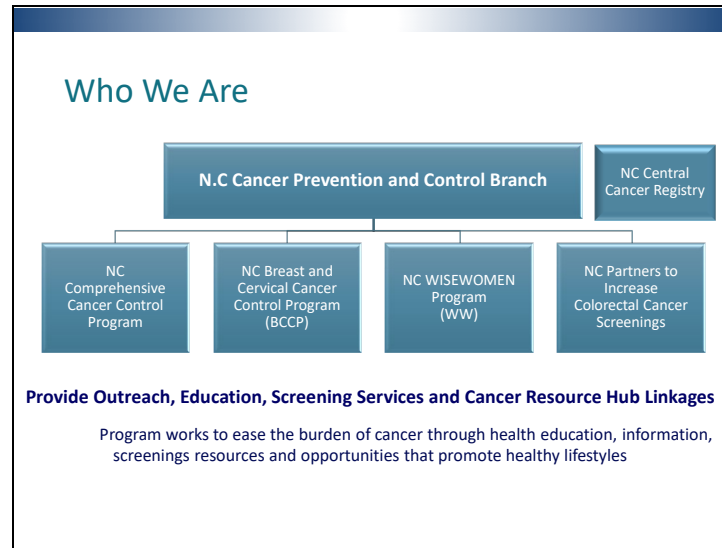 Who We Are
N.C Cancer Prevention and Control Branch
NC Central
Cancer Registry
NC
Comprehensive
Cancer Control
Program
NC Breast and
Cervical Cancer
Control Program
(BCCP)
NC WISEWOMEN
Program
(WW)
NC Partners to
Increase
Colorectal Cancer
Screenings
Provide Outreach, Education, Screening Services and Cancer Resource Hub Linkages
Program works to ease the burden of cancer through health education, information,
screenings resources and opportunities that promote healthy lifestyles